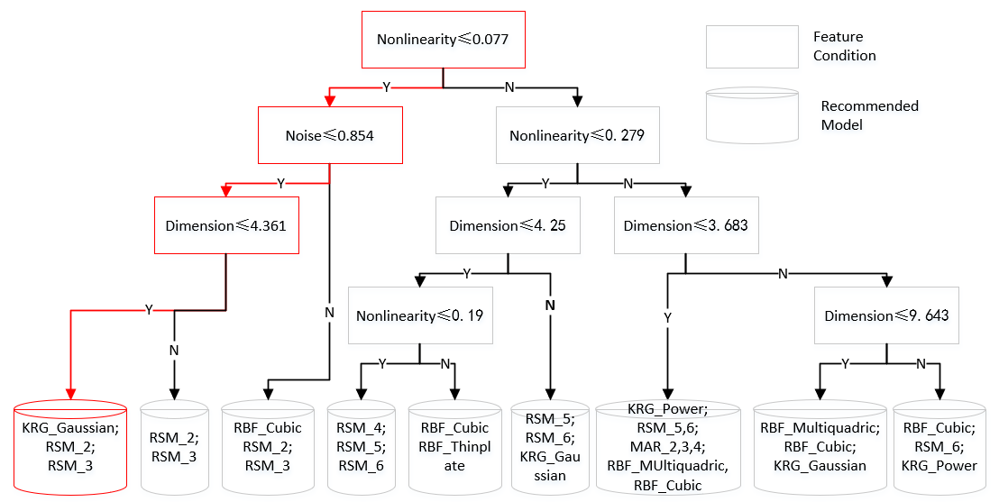 Nonlinearity≤0.077
Feature
Condition
Y
N
Recommended
Model
Noise≤0.854
Nonlinearity≤0. 279
Y
Y
N
Dimension≤4.361
Dimension≤4. 25
Dimension≤3. 683
Y
N
N
Y
N
N
Y
Nonlinearity≤0. 19
Dimension≤9. 643
Y
N
Y
N
KRG_Gaussian;
RSM_2;
RSM_3
RSM_2;
RSM_3
RBF_Cubic
RSM_2;
RSM_3
RSM_4;
RSM_5;
RSM_6
RBF_Cubic
RBF_Thinpl
ate
RSM_5;
RSM_6;
KRG_Gau
ssian
KRG_Power;
RSM_5,6;
MAR_2,3,4;
RBF_MUltiquadric,
RBF_Cubic
RBF_Multiquadric;
RBF_Cubic;
KRG_Gaussian
RBF_Cubic;
RSM_6;
KRG_Power